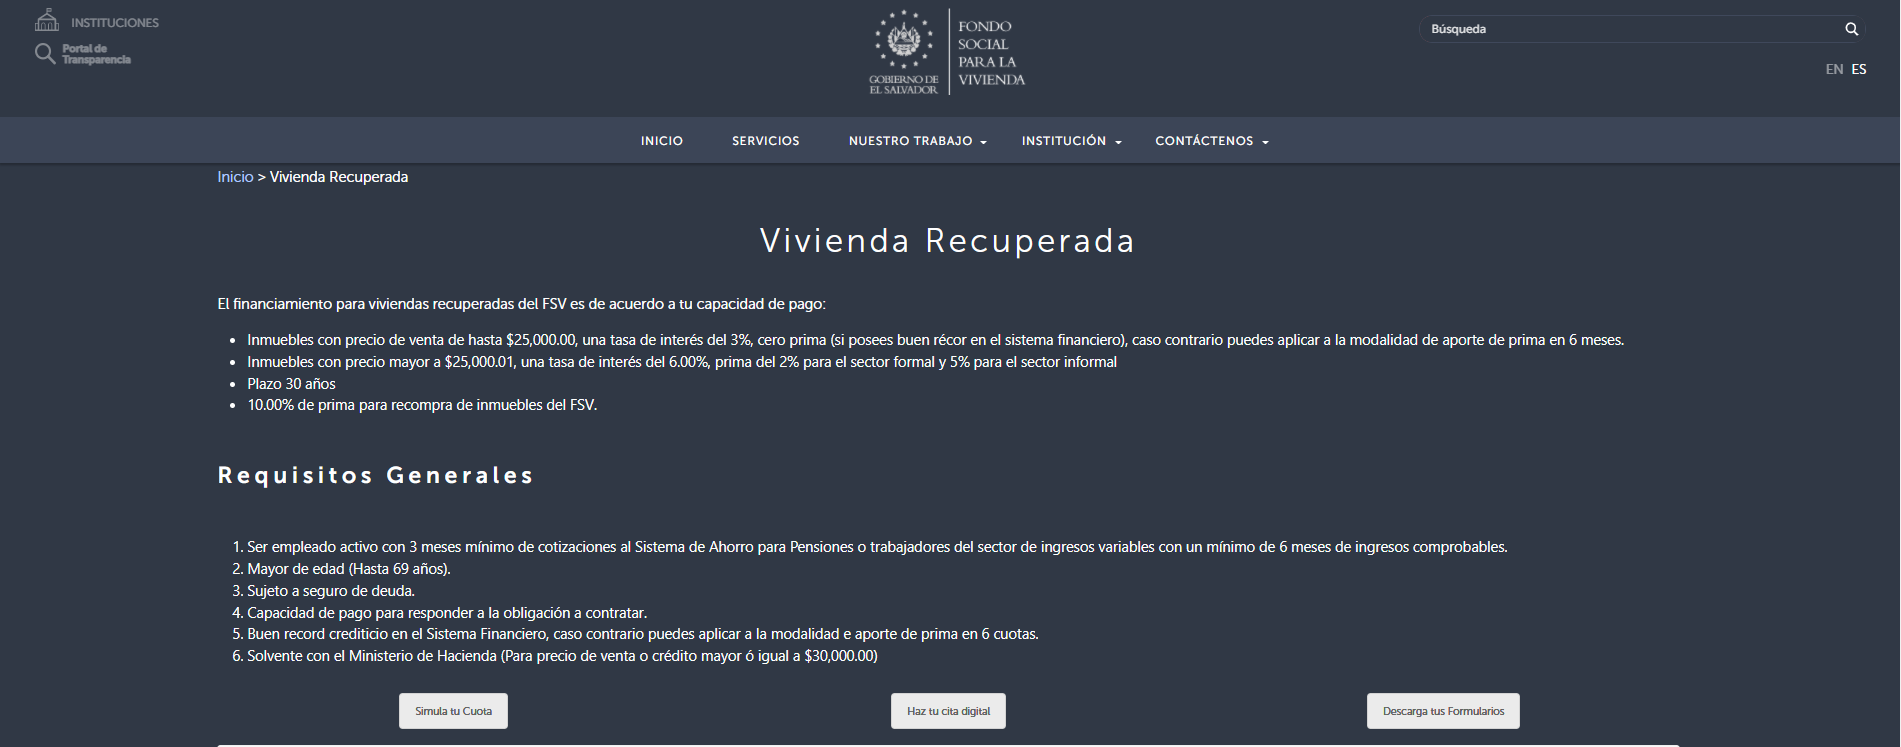 INSTITUCIONES
Portal de
Transparencia
GOBIERNO DE
EL SALVADOR
FONDO
SOCIAL
PARA LA
VIVIENDA
Búsqueda
EN ES
INICIO SERVICIOS NUESTRO TRABAJO INSTITUCIÓN CONTÁCTENOS
Inicio > Vivienda Recuperada
Vivienda Recuperada
El financiamiento para viviendas recuperadas del FSV es de acuerdo a tu capacidad de pago:
• Inmuebles con precio de venta de hasta $25,000.00, una tasa de interés del 3%, cero prima (si posees buen récor en el sistema financiero), caso contrario puedes aplicar a la modalidad de aporte de prima en 6 meses.
• Inmuebles con precio mayor a $25,000.01, una tasa de interés del 6.00%, prima del 2% para el sector formal y 5% para el sector informal
• Plazo 30 años
• 10.00% de prima para recompra de inmuebles del FSV.
Requisitos Generales
1. Ser empleado activo con 3 meses mínimo de cotizaciones al Sistema de Ahorro para Pensiones o trabajadores del sector de ingresos variables con un mínimo de 6 meses de ingresos comprobables.
2. Mayor de edad (Hasta 69 años).
3. Sujeto a seguro de deuda.
4. Capacidad de pago para responder a la obligación a contratar.
5. Buen record crediticio en el Sistema Financiero, caso contrario puedes aplicar a la modalidad e aporte de prima en 6 cuotas.
6. Solvente con el Ministerio de Hacienda (Para precio de venta o crédito mayor ó igual a $30,000.00)
Simula tu Cuota Haz tu cita digital Descarga tus Formularios